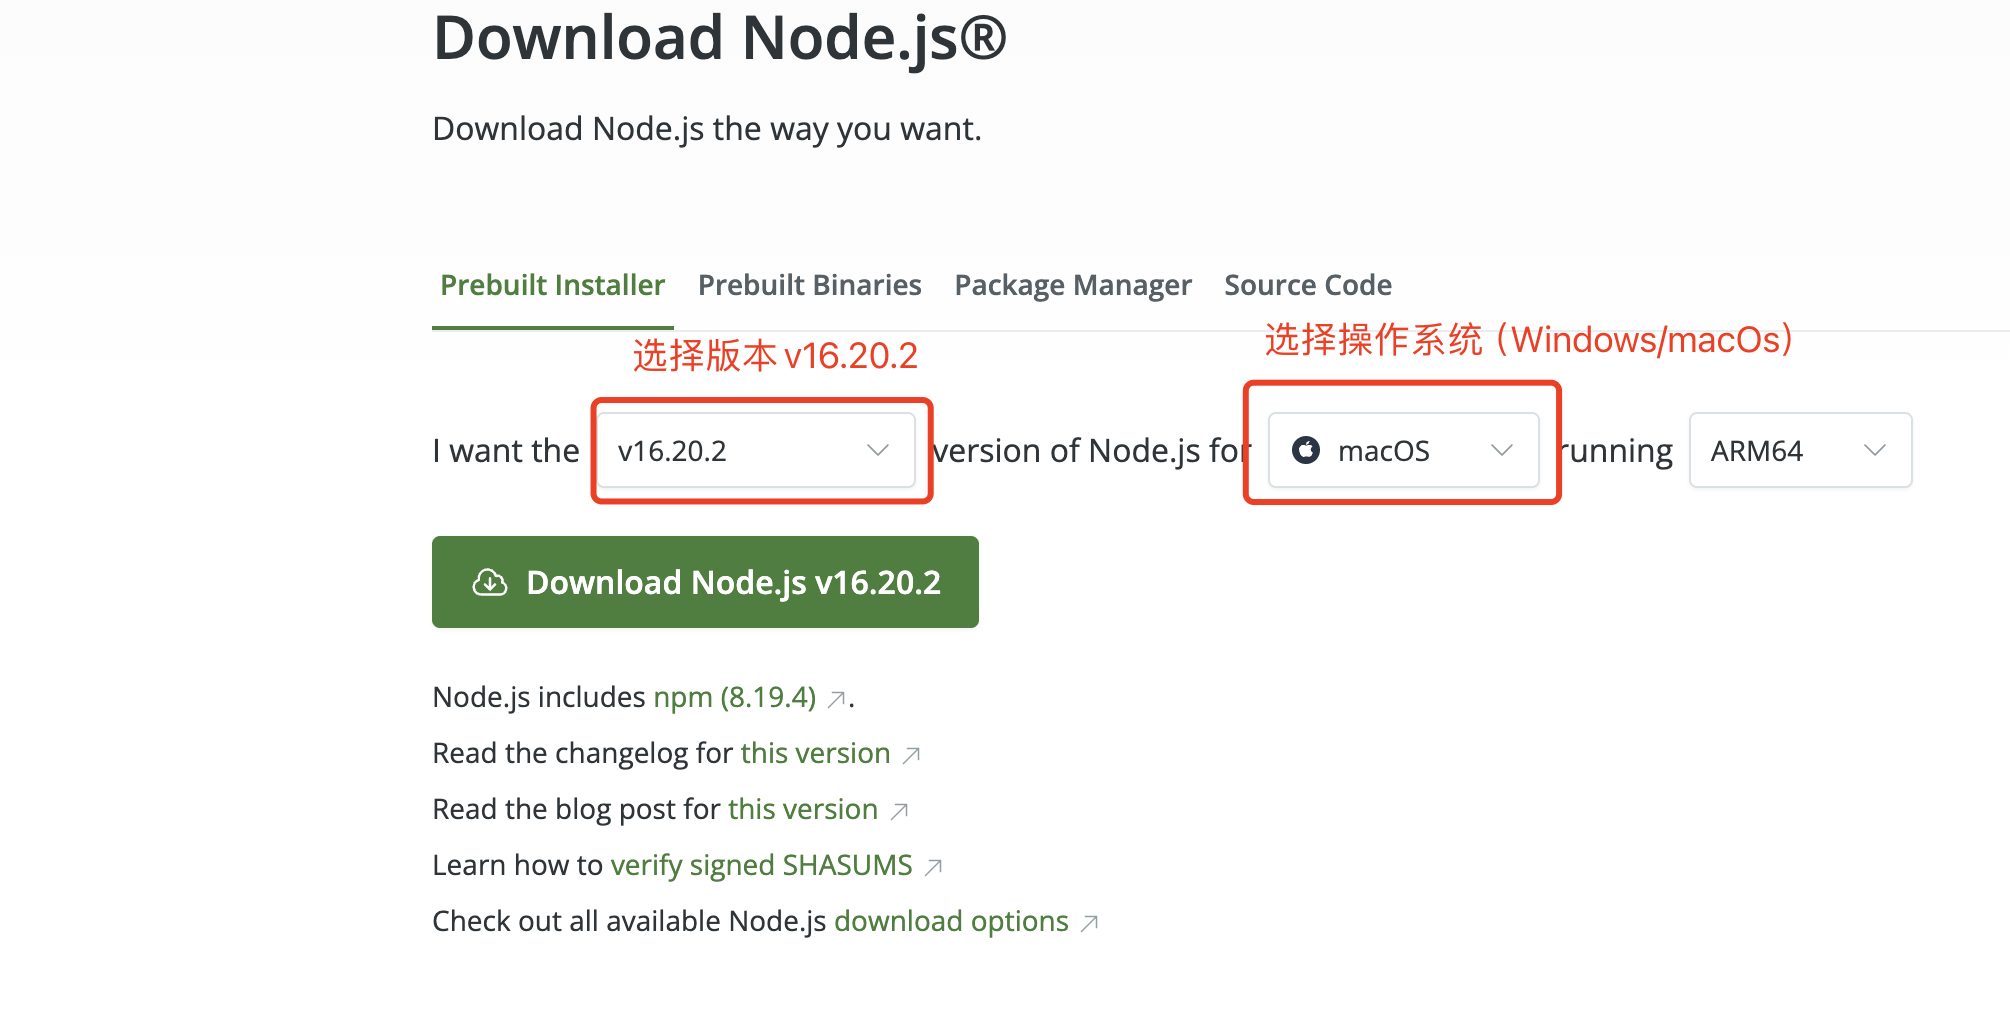 Download Node.js®
Download Node.js the way you want.
Prebuilt Installer Prebuilt Binaries Package Manager Source Code
选择版本 v16.20.2
选择操作系统（Windows/macOs）
I want the v16.20.2 version of Node.js for macOS running ARM64
Download Node.js v16.20.2
Node.js includes npm (8.19.4) ↗.
Read the changelog for this version ↗
Read the blog post for this version ↗
Learn how to verify signed SHASUMS ↗
Check out all available Node.js download options ↗